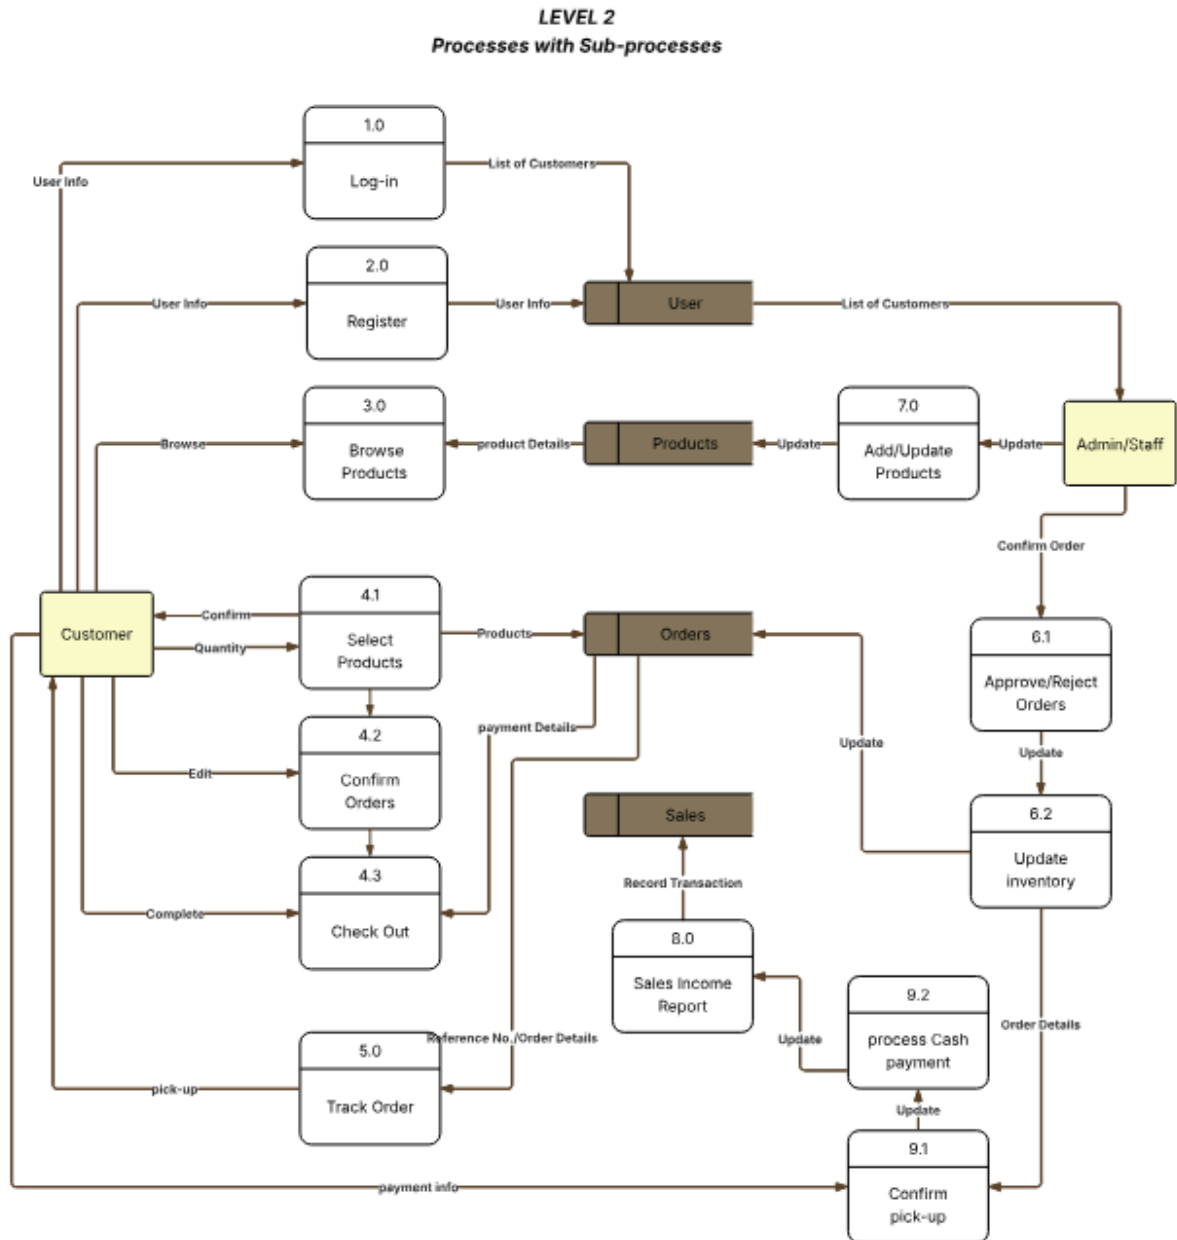 LEVEL 2
Processes with Sub-processes
1.0
Log-in
User Info
List of Customers
2.0
Register
User Info
User Info
User
List of Customers
3.0
Browse
Products
Browse
product Details
Products
Update
7.0
Add/Update
Products
Update
Admin/Staff
Confirm Order
Customer
Confirm
Quantity
4.1
Select
Products
Products
Orders
6.1
Approve/Reject
Orders
Update
payment Details
Update
4.2
Confirm
Orders
Edit
Sales
6.2
Update
inventory
4.3
Check Out
Complete
Record Transaction
8.0
Sales Income
Report
9.2
process Cash
payment
Order Details
Update
Reference No./Order Details
5.0
Track Order
pick-up
Update
9.1
Confirm
pick-up
payment info